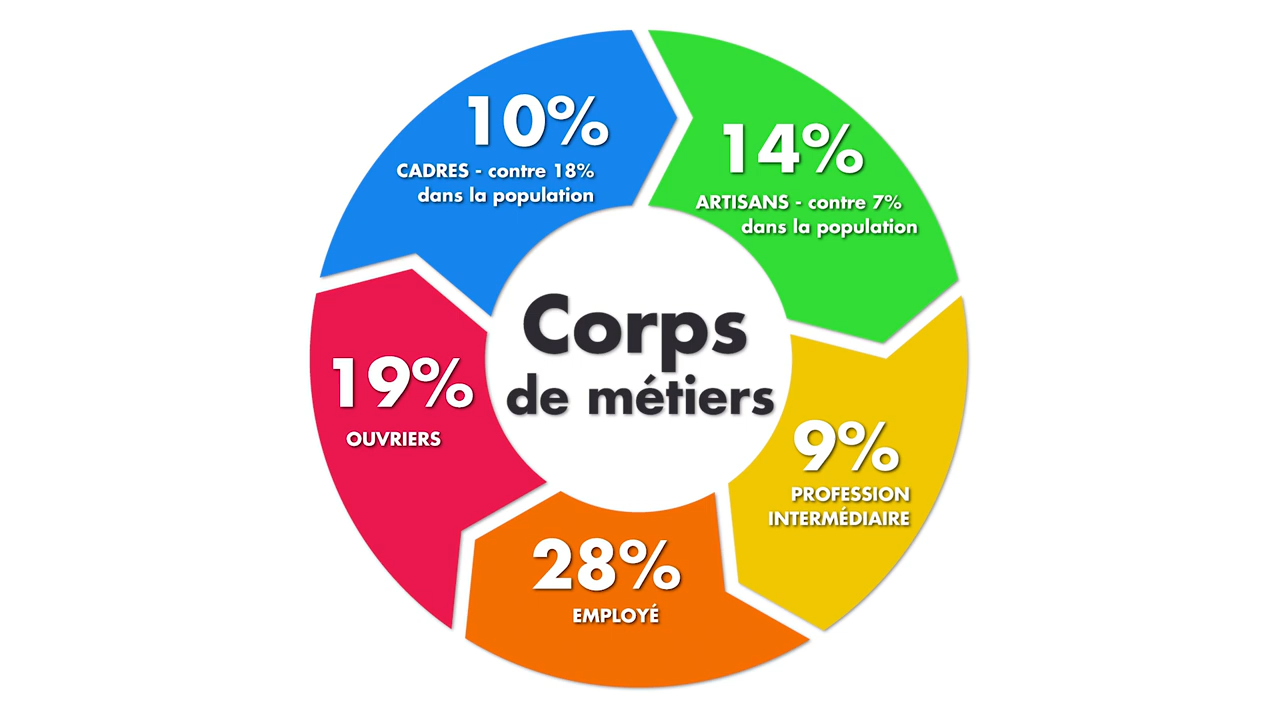 10%
CADRES - contre 18%
dans la population
14%
ARTISANS - contre 7%
dans la population
Corps
de métiers
19%
OUVRIERS
9%
PROFESSION
INTERMÉDIAIRE
28%
EMPLOYÉ